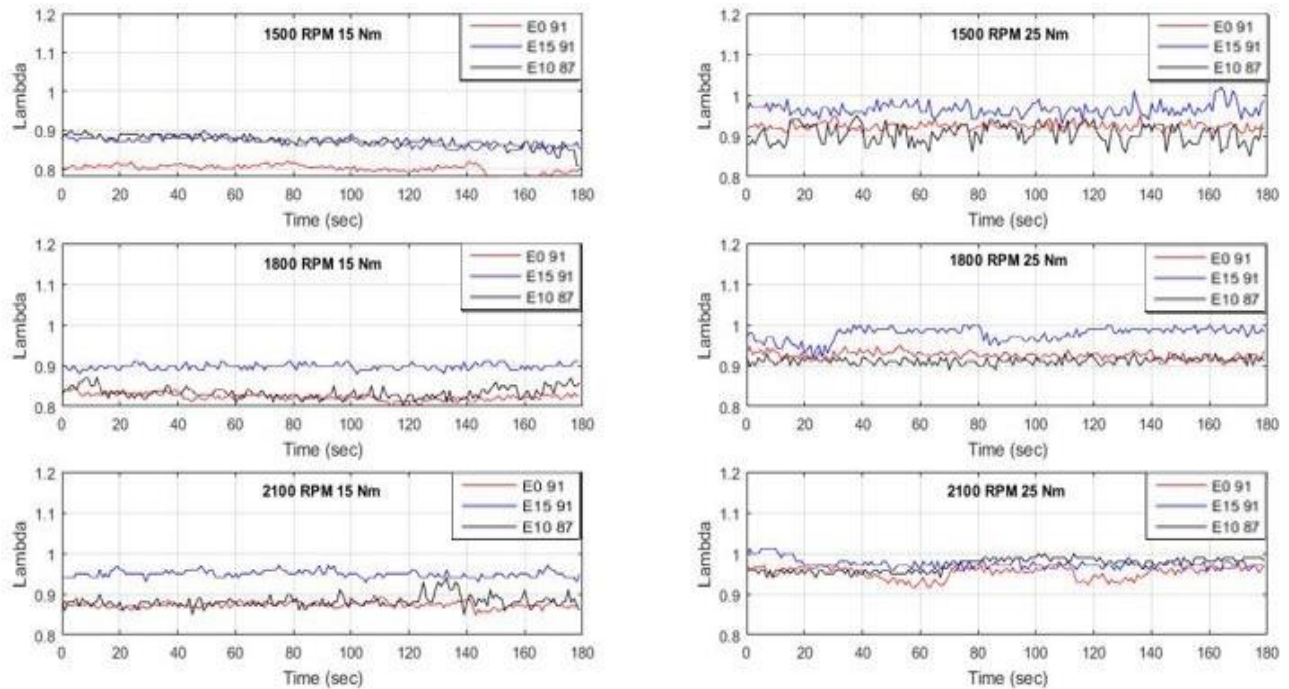 1500 RPM 15 Nm
E0 91
E15 91
E10 87
Lambda
1.2
1.1
1
0.9
0.8
0 20 40 60 80 100 120 140 160 180
Time (sec)
1500 RPM 25 Nm
E0 91
E15 91
E10 87
Lambda
1.2
1.1
1
0.9
0.8
0 20 40 60 80 100 120 140 160 180
Time (sec)
1800 RPM 15 Nm
E0 91
E15 91
E10 87
Lambda
1.2
1.1
1
0.9
0.8
0 20 40 60 80 100 120 140 160 180
Time (sec)
1800 RPM 25 Nm
E0 91
E15 91
E10 87
Lambda
1.2
1.1
1
0.9
0.8
0 20 40 60 80 100 120 140 160 180
Time (sec)
2100 RPM 15 Nm
E0 91
E15 91
E10 87
Lambda
1.2
1.1
1
0.9
0.8
0 20 40 60 80 100 120 140 160 180
Time (sec)
2100 RPM 25 Nm
E0 91
E15 91
E10 87
Lambda
1.2
1.1
1
0.9
0.8
0 20 40 60 80 100 120 140 160 180
Time (sec)